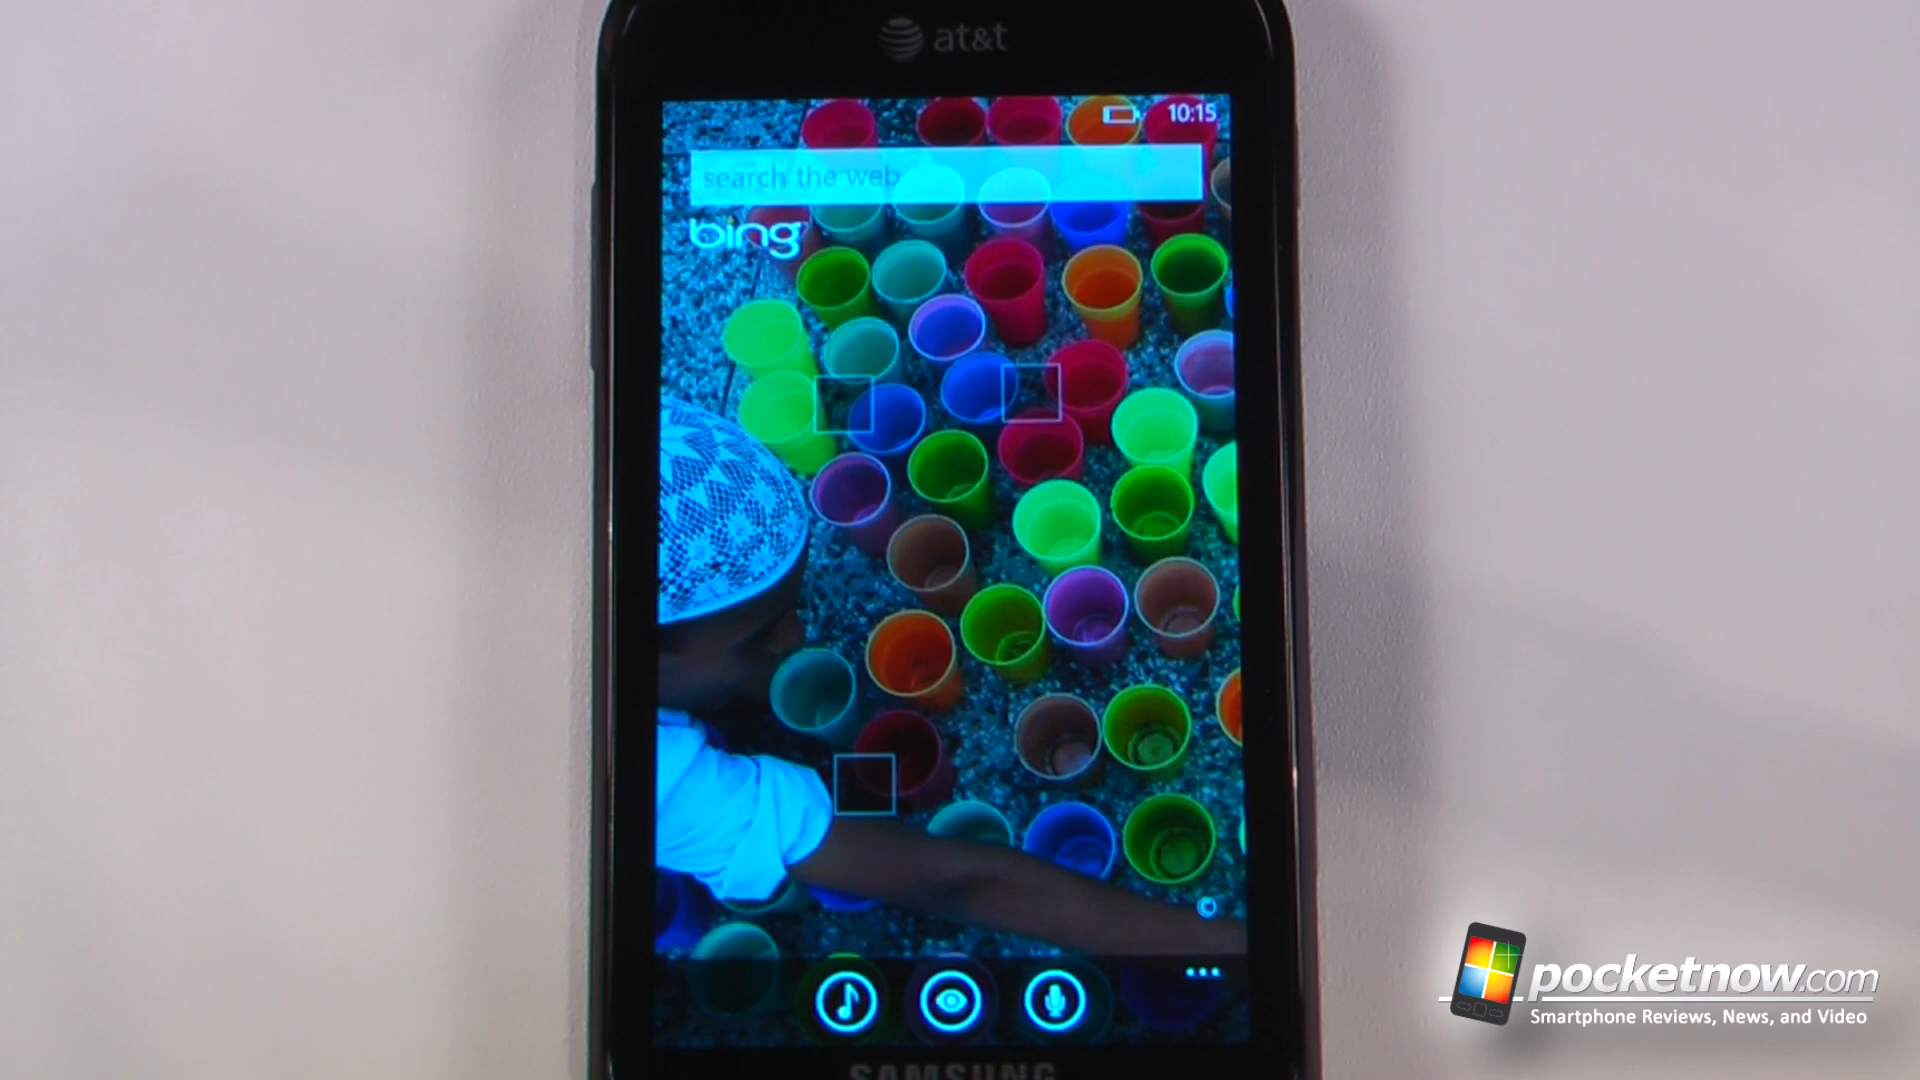 at&t
10:15
search the web
bing
SAMSUNG
pocketnow.com
Smartphone Reviews, News, and Video